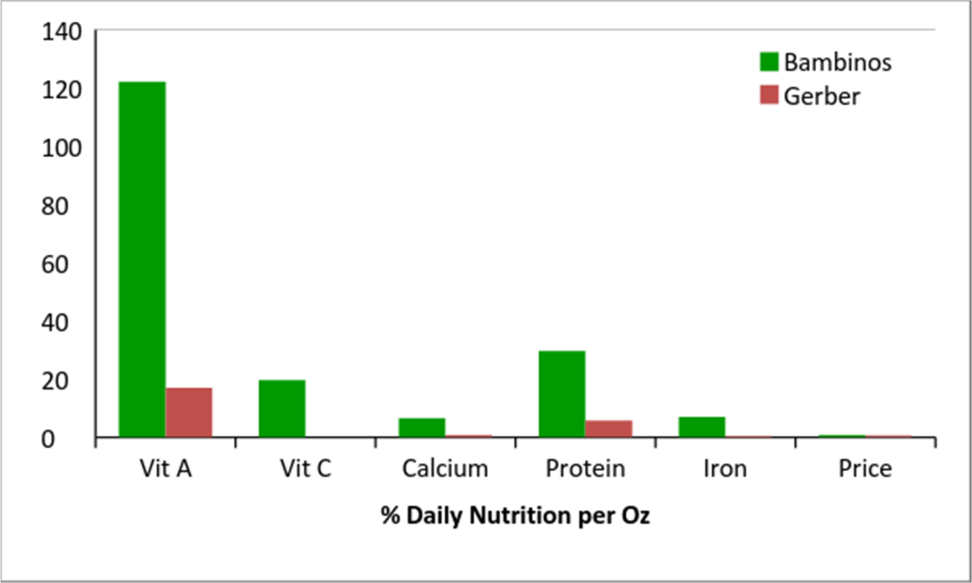 140
120
100
80
60
40
20
0
Bambinos
Gerber
Vit A Vit C Calcium Protein Iron Price
% Daily Nutrition per Oz